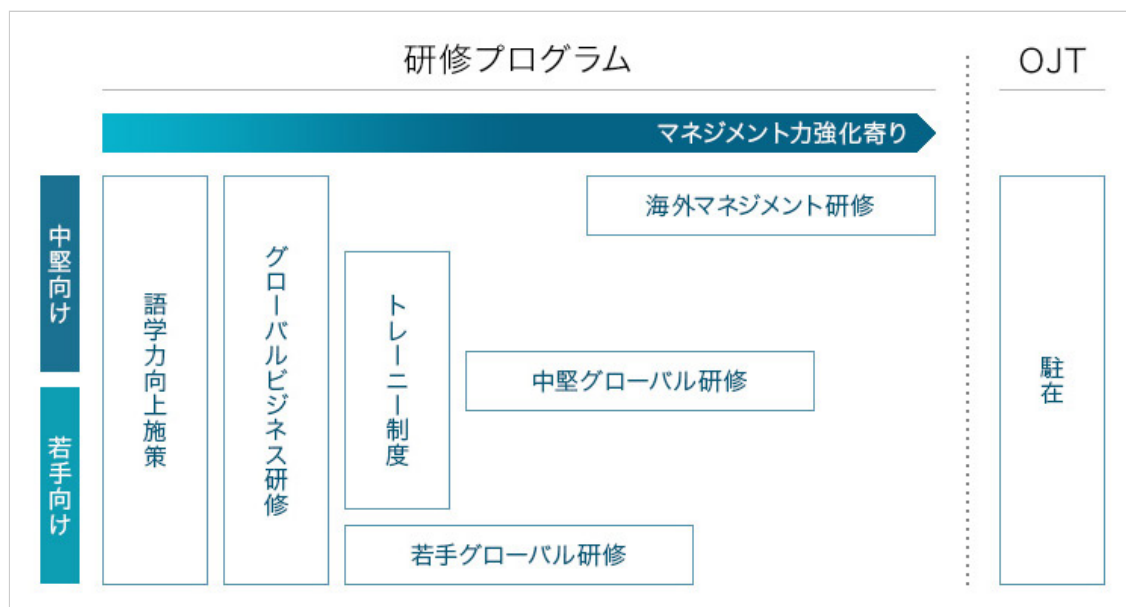 研修プログラム
OJT
マネジメント力強化寄り
中堅向け
若手向け
語学力向上施策
グローバルビジネス研修
トレーニー制度
海外マネジメント研修
中堅グローバル研修
若手グローバル研修
駐在